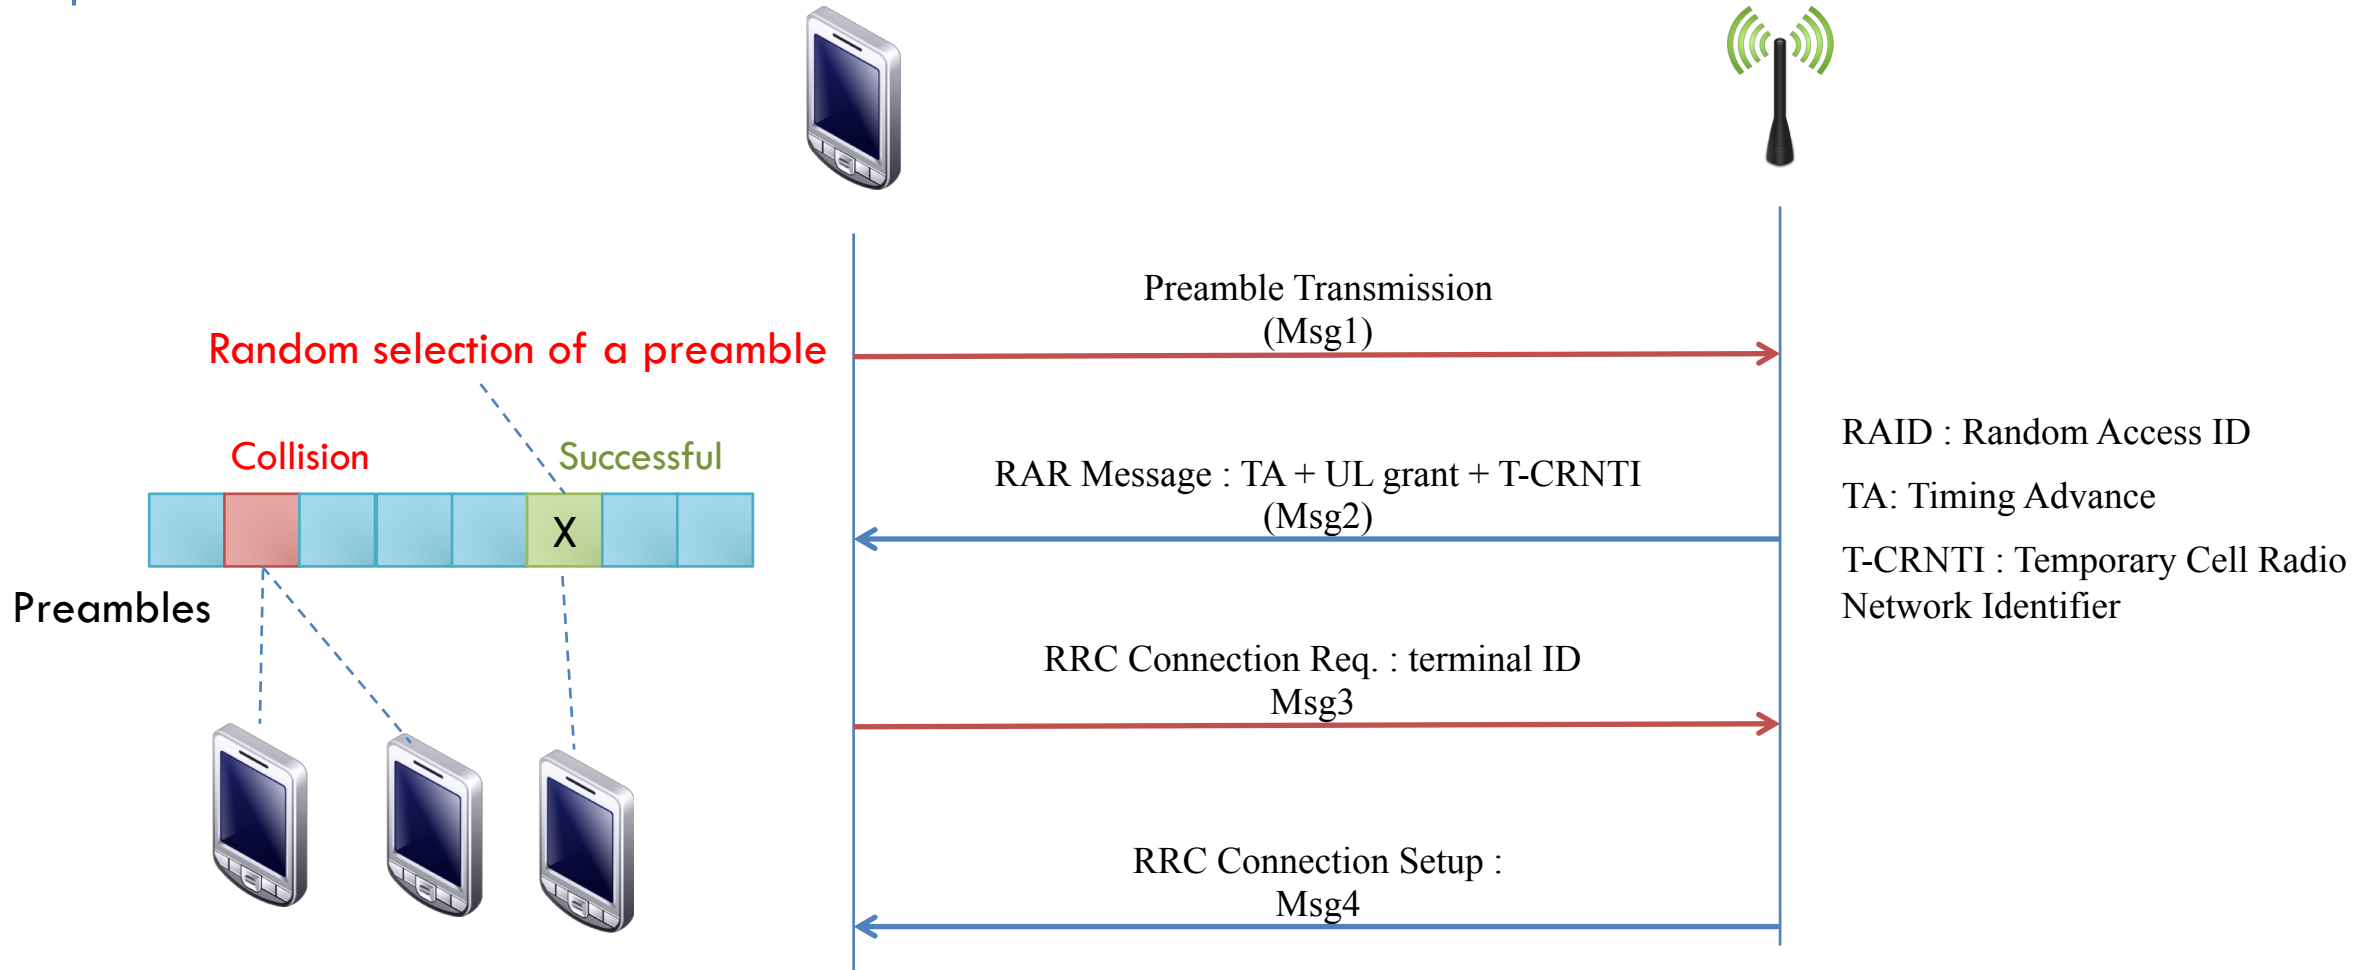 Preamble Transmission
(Msg1)
Random selection of a preamble
Collision
Successful
X
Preambles
RAR Message : TA + UL grant + T-CRNTI
(Msg2)
RRC Connection Req. : terminal ID
Msg3
RRC Connection Setup :
Msg4
RAID : Random Access ID
TA: Timing Advance
T-CRNTI : Temporary Cell Radio
Network Identifier